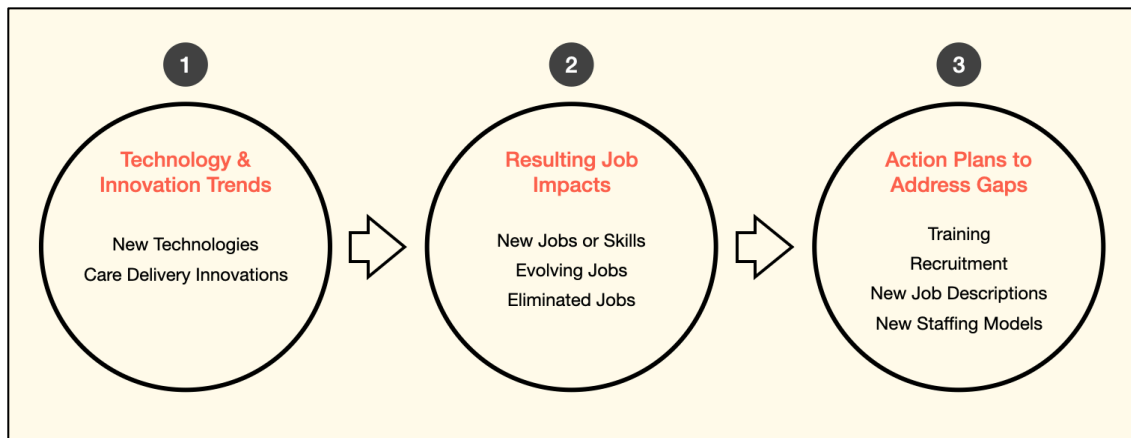 1
Technology &
Innovation Trends
New Technologies
Care Delivery Innovations
2
Resulting Job
Impacts
New Jobs or Skills
Evolving Jobs
Eliminated Jobs
3
Action Plans to
Address Gaps
Training
Recruitment
New Job Descriptions
New Staffing Models